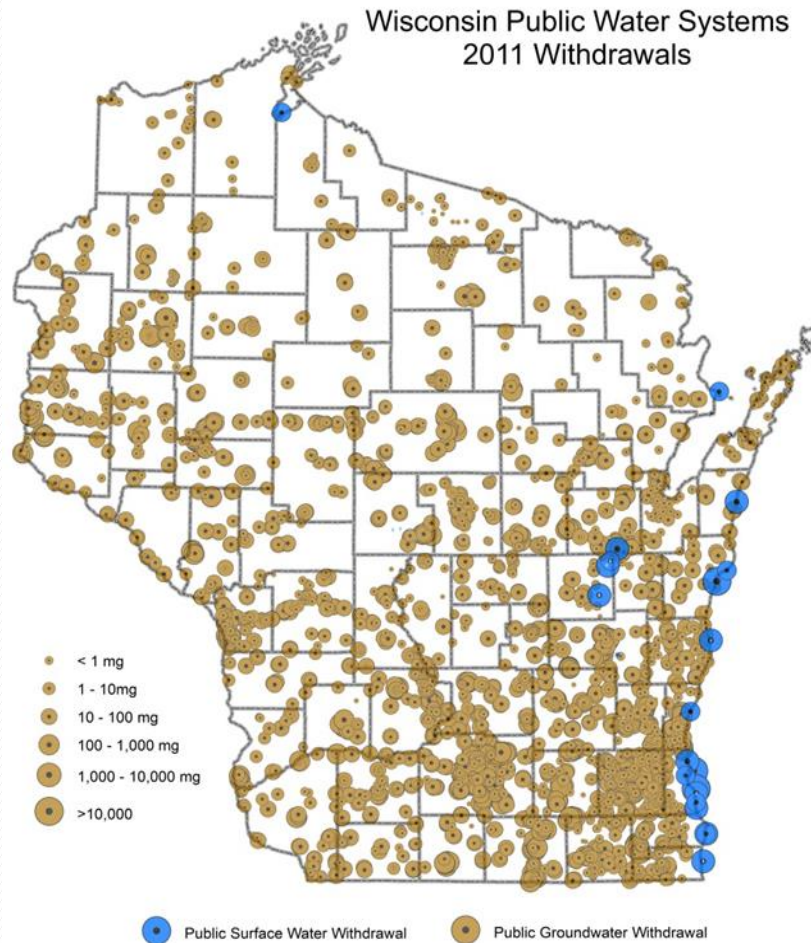 Wisconsin Public Water Systems
2011 Withdrawals
< 1 mg
1 - 10mg
10 - 100 mg
100 - 1,000 mg
1,000 - 10,000 mg
>10,000
Public Surface Water Withdrawal
Public Groundwater Withdrawal